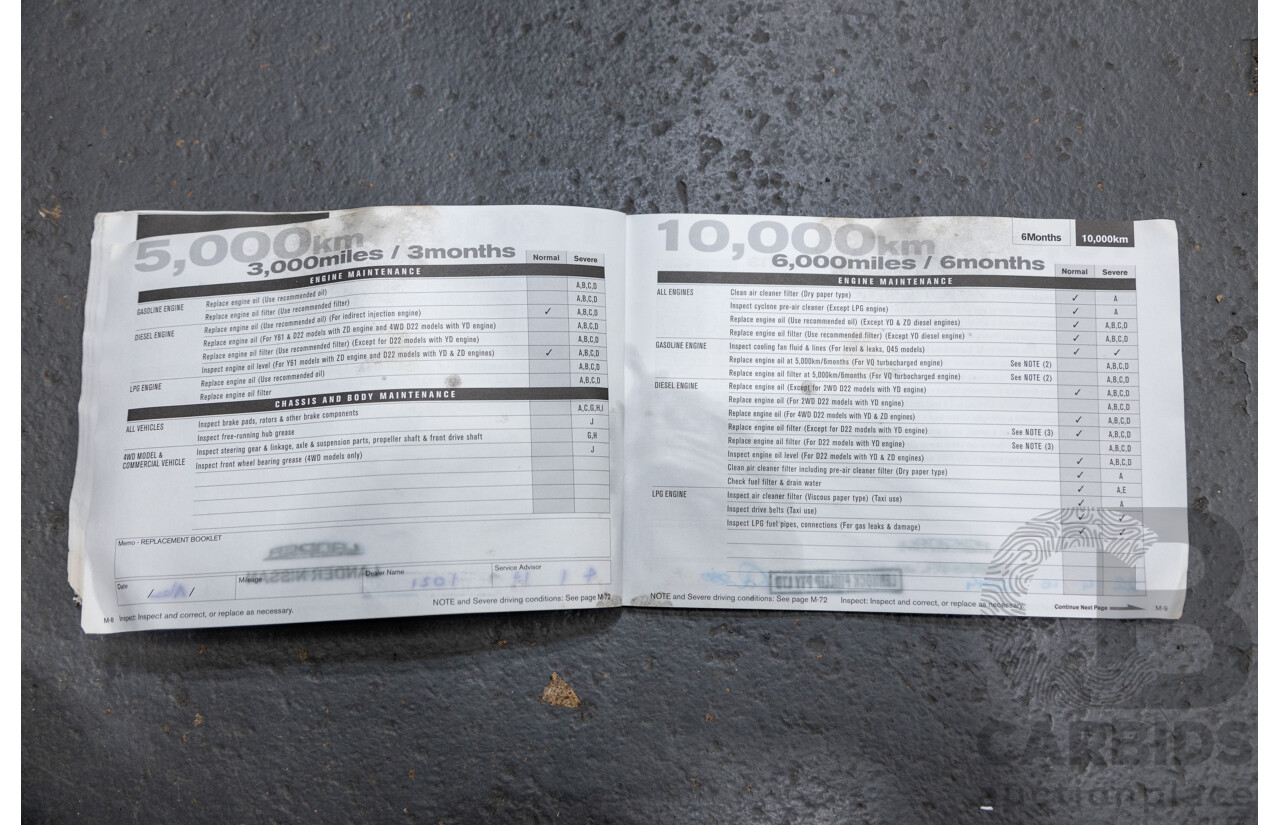 5,000km
3,000miles / 3months
Normal Severe
ENGINE MAINTENANCE
GASOLINE ENGINE Replace engine oil (Use recommended oil) A,B,C,D
Replace engine oil filter (Use recommended filter) A,B,C,D
DIESEL ENGINE Replace engine oil (Use recommended oil) (For indirect injection engine) ✓ A,B,C,D
Replace engine oil (For Y61 & D22 models with ZD engine and 4WD D22 models with YD engine) A,B,C,D
Replace engine oil filter (Use recommended filter) (Except for D22 models with YD engine) A,B,C,D
Inspect engine oil level (For Y61 models with ZD engine and D22 models with YD & ZD engines) ✓ A,B,C,D
LPG ENGINE Replace engine oil (Use recommended oil) A,B,C,D
Replace engine oil filter A,B,C,D
CHASSIS AND BODY MAINTENANCE
ALL VEHICLES Inspect brake pads, rotors & other brake components A,C,G,H,I
Inspect free-running hub grease J
4WD MODEL & COMMERCIAL VEHICLE Inspect steering gear & linkage, axle & suspension parts, propeller shaft & front drive shaft G,H
Inspect front wheel bearing grease (4WD models only) J
Memo - REPLACEMENT BOOKLET
Date / / Mileage Dealer Name Service Advisor
M-8 Inspect: Inspect and correct, or replace as necessary. NOTE and Severe driving conditions: See page M-72
10,000km
6,000miles / 6months
6Months 10,000km
Normal Severe
ENGINE MAINTENANCE
ALL ENGINES Clean air cleaner filter (Dry paper type) ✓ A
Inspect cyclone pre-air cleaner (Except LPG engine) ✓ A
Replace engine oil (Use recommended oil) (Except YD & ZD diesel engines) ✓ A,B,C,D
Replace engine oil filter (Use recommended filter) (Except YD diesel engine) ✓ A,B,C,D
GASOLINE ENGINE Inspect cooling fan fluid & lines (For level & leaks, Q45 models) ✓ ✓
Replace engine oil at 5,000km/6months (For VQ turbocharged engine) See NOTE (2) A,B,C,D
Replace engine oil filter at 5,000km/6months (For VQ turbocharged engine) See NOTE (2) A,B,C,D
DIESEL ENGINE Replace engine oil (Except for 2WD D22 models with YD engine) ✓ A,B,C,D
Replace engine oil (For 2WD D22 models with YD engine) A,B,C,D
Replace engine oil (For 4WD D22 models with YD & ZD engines) ✓ A,B,C,D
Replace engine oil filter (Except for D22 models with YD engine) See NOTE (3) ✓ A,B,C,D
Replace engine oil filter (For D22 models with YD engine) See NOTE (3) A,B,C,D
Inspect engine oil level (For D22 models with YD & ZD engines) ✓ A,B,C,D
Clean air cleaner filter including pre-air cleaner filter (Dry paper type) ✓ A
Check fuel filter & drain water ✓ A,E
LPG ENGINE Inspect air cleaner filter (Viscous paper type) (Taxi use) ✓ A
Inspect drive belts (Taxi use) ✓ ✓
Inspect LPG fuel pipes, connections (For gas leaks & damage) ✓ ✓
NOTE and Severe driving conditions: See page M-72 Inspect: Inspect and correct, or replace as necessary. Continue Next Page M-9
CARBIDS
auctionplace